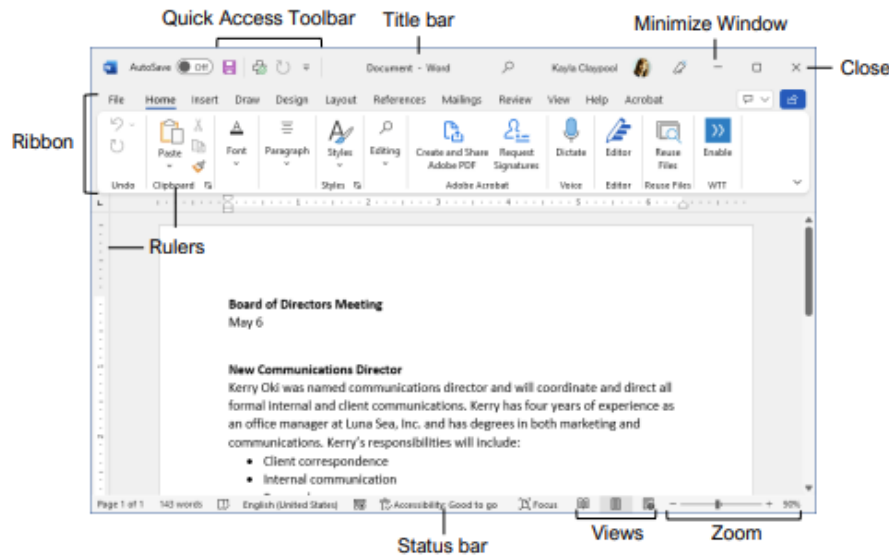 Quick Access Toolbar
Title bar
Minimize Window
AutoSave Off
Document - Word
Kayla Claypool
Close
File Home Insert Draw Design Layout References Mailings Review View Help Acrobat
Ribbon
Paste
Font
Paragraph
Styles
Editing
Create and Share Adobe PDF
Request Signatures
Dictate
Editor
Reuse Files
Enable
Undo Clipboard Styles Adobe Acrobat Voice Editor Reuse Files WTT
1 2 3 4 5 6
Rulers
Board of Directors Meeting
May 6
New Communications Director
Kerry Oki was named communications director and will coordinate and direct all
formal internal and client communications. Kerry has four years of experience as
an office manager at Luna Sea, Inc. and has degrees in both marketing and
communications. Kerry's responsibilities will include:
• Client correspondence
• Internal communication
Page 1 of 1 143 words English (United States) Accessibility: Good to go Focus 90%
Status bar
Views
Zoom